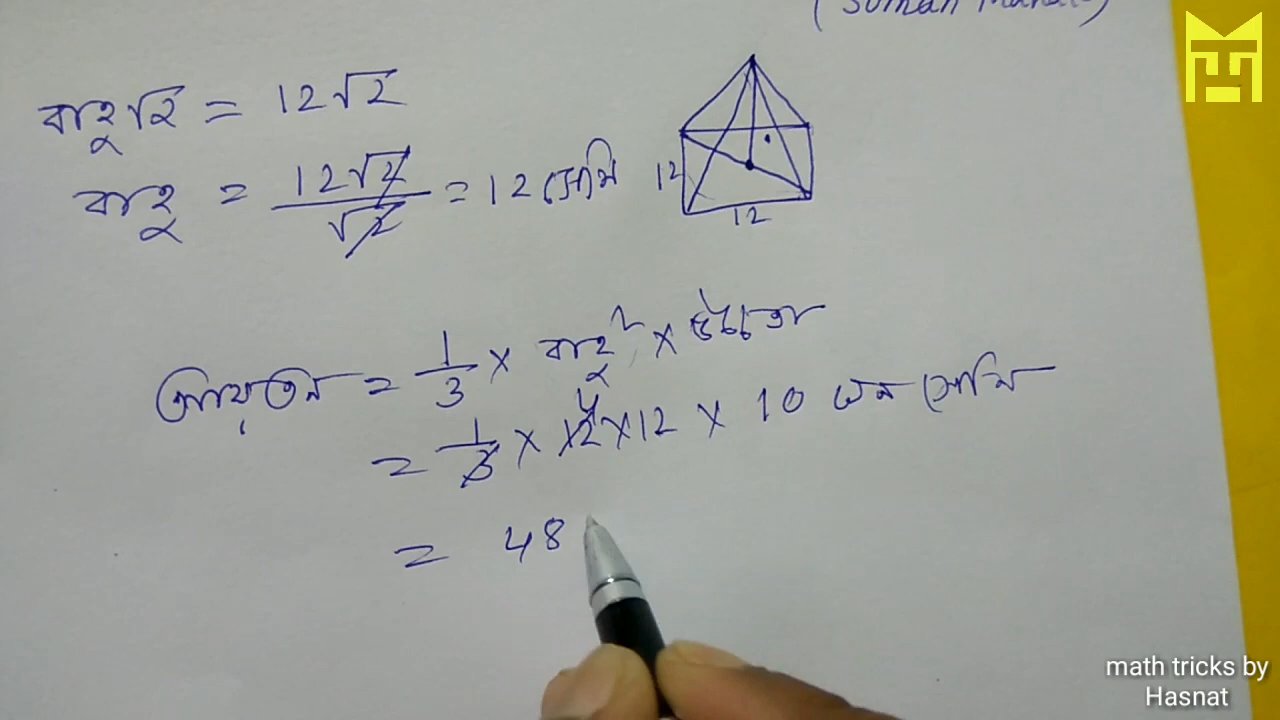 (Suman
বাহু√2 = 12√2
বাহু = 12√2/√2 = 12 সেমি
12
12
আয়তন = 1/3 × বাহু² × উচ্চতা
= 1/3 × 12 4 × 12 × 10 ঘন সেমি
= 48
math tricks by
Hasnat